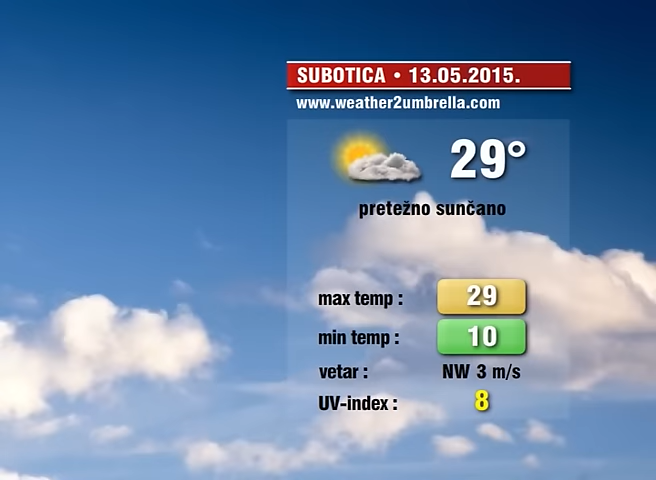 SUBOTICA • 13.05.2015.
www.weather2umbrella.com
29°
pretežno sunčano
max temp : 29
min temp : 10
vetar : NW 3 m/s
UV-index : 8